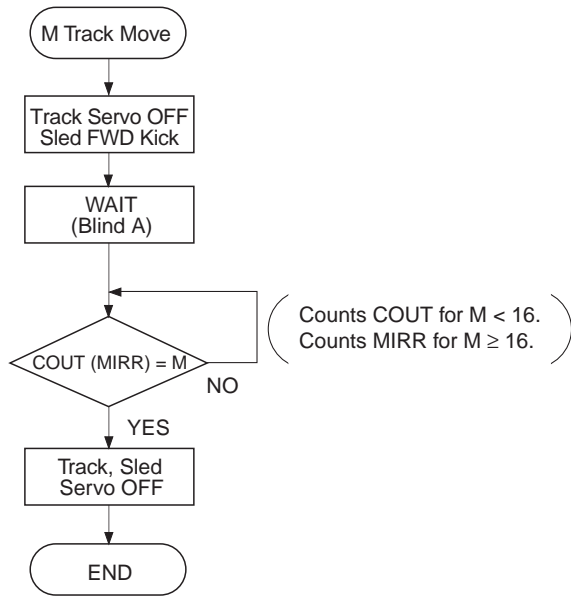 M Track Move
Track Servo OFF
Sled FWD Kick
WAIT
(Blind A)
Counts COUT for M < 16.
Counts MIRR for M ≥ 16.
COUT (MIRR) = M
NO
YES
Track, Sled
Servo OFF
END